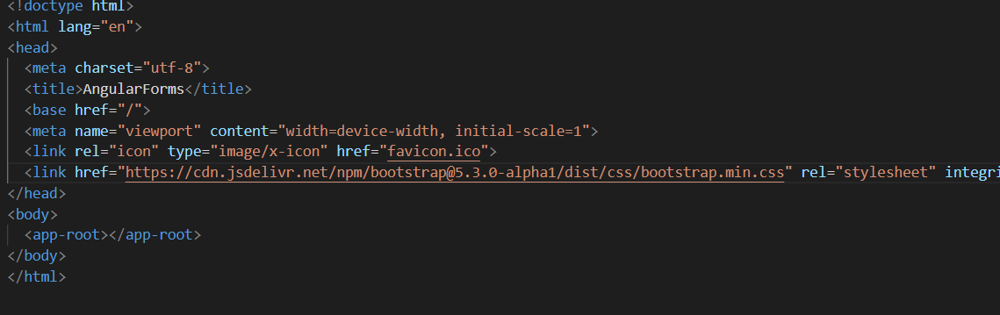 <!doctype html>
<html lang="en">
<head>
  <meta charset="utf-8">
  <title>AngularForms</title>
  <base href="/">
  <meta name="viewport" content="width=device-width, initial-scale=1">
  <link rel="icon" type="image/x-icon" href="favicon.ico">
  <link href="https://cdn.jsdelivr.net/npm/bootstrap@5.3.0-alpha1/dist/css/bootstrap.min.css" rel="stylesheet" integri
</head>
<body>
  <app-root></app-root>
</body>
</html>